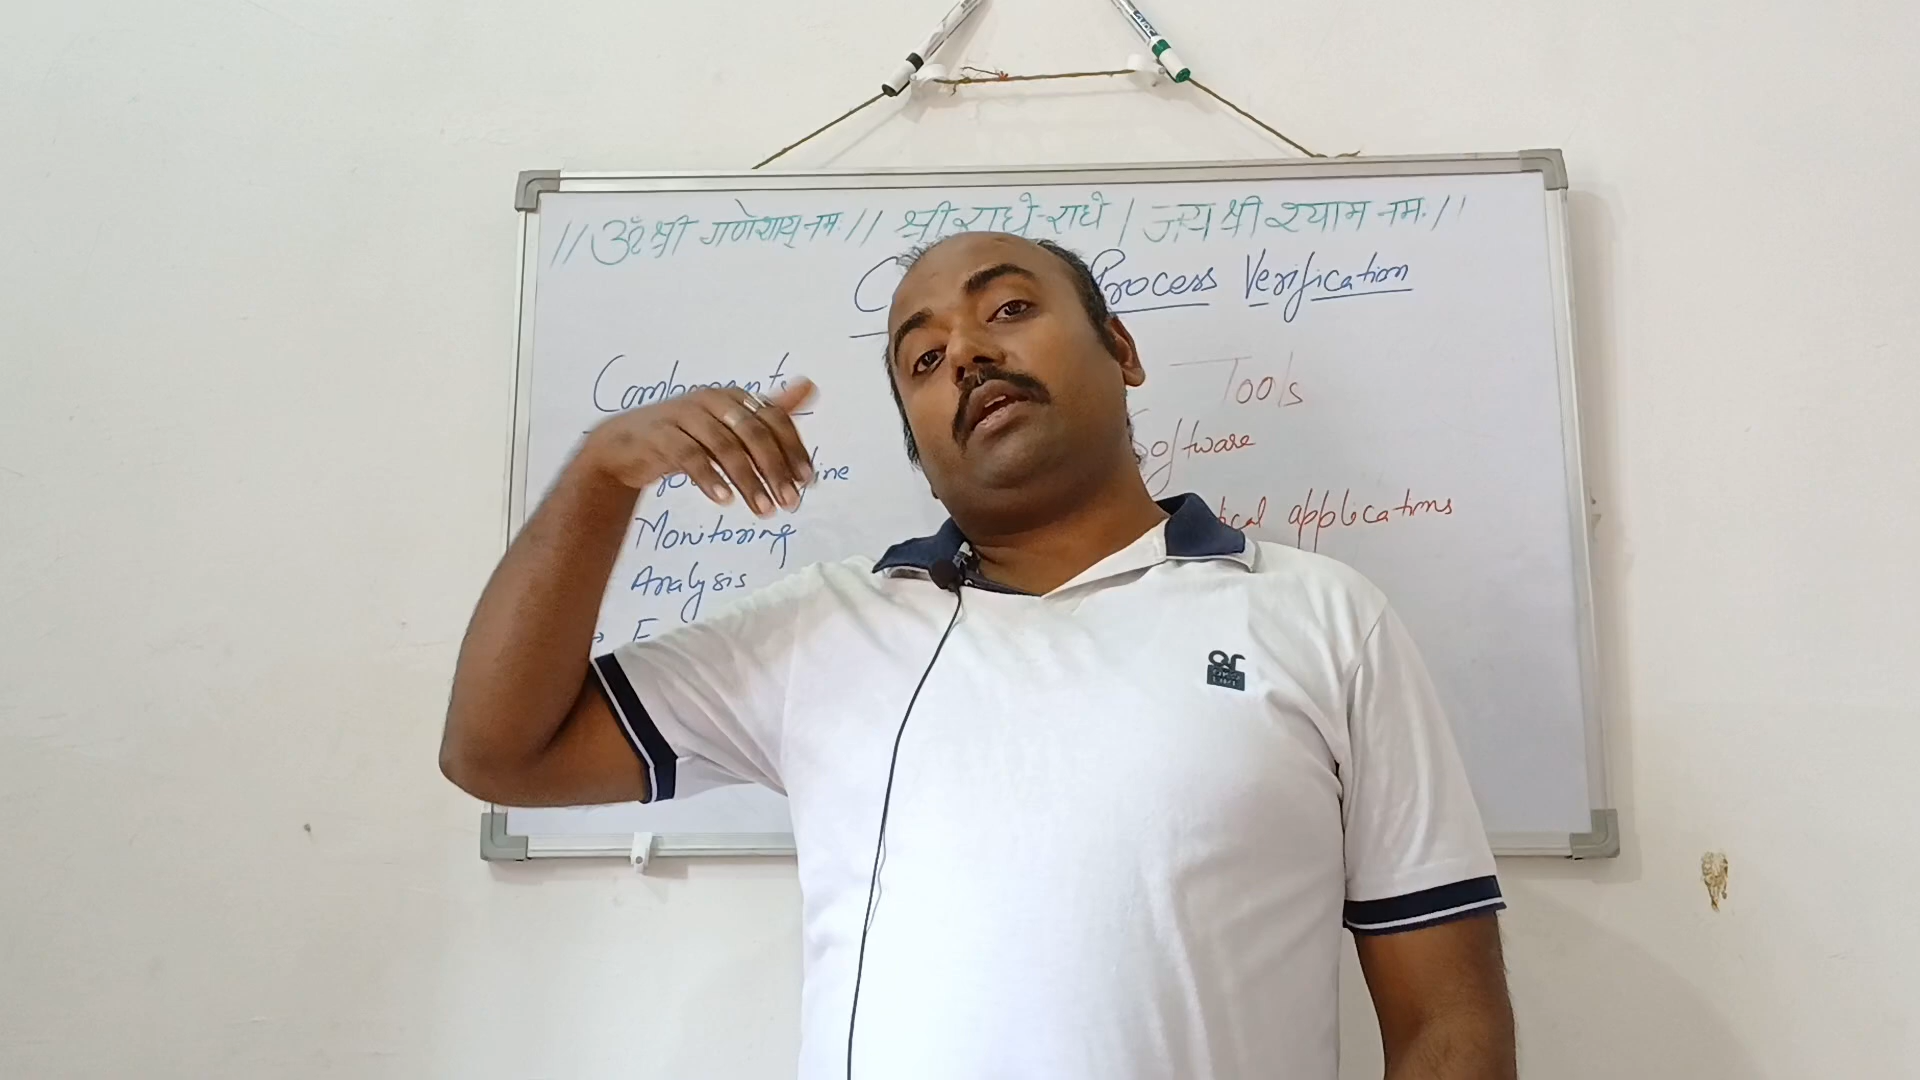 // ॐ श्री गणेशाय नमः // श्री राधे-राधे / जय श्री श्याम नमः //
Process Verification
Components
Tools
Software
Monitoring
applications
Analysis